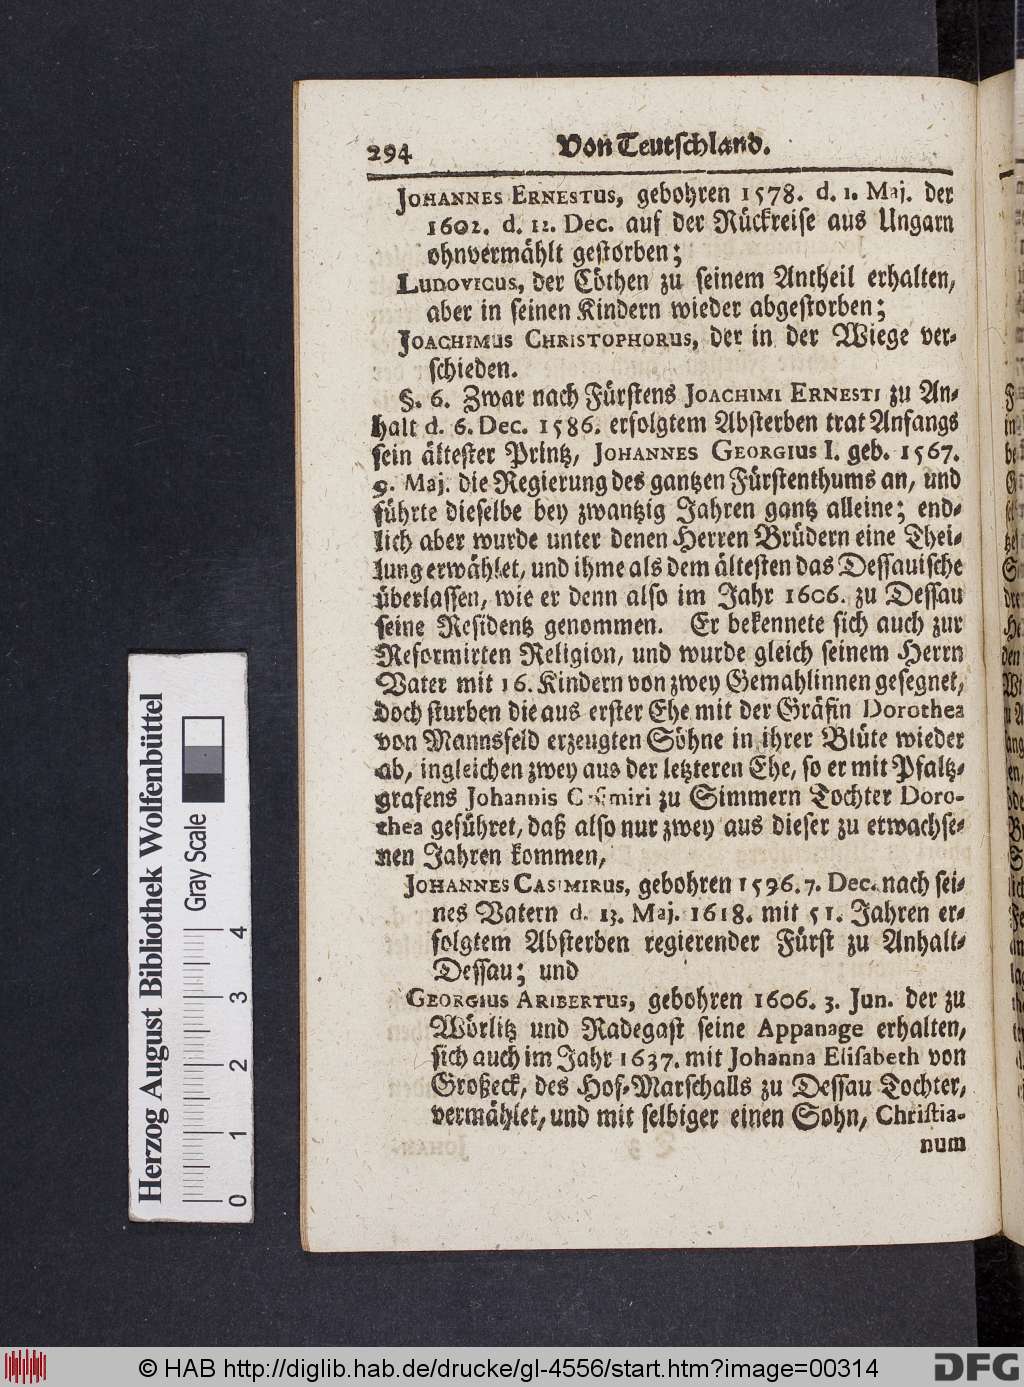 294 Von Teutschland.
JOHANNES ERNESTUS, gebohren 1578. d. 1. Maj. der
1602. d. 12. Dec. auf der Rückreise aus Ungarn
ohnvermählt gestorben;
LUDOVICUS, der Cöthen zu seinem Antheil erhalten,
aber in seinen Kindern wieder abgestorben;
JOACHIMUS CHRISTOPHORUS, der in der Wiege ver-
schieden.
§. 6. Zwar nach Fürstens JOACHIMI ERNESTI zu An-
halt d. 6. Dec. 1586. erfolgtem Absterben trat Anfangs
sein ältester Printz, JOHANNES GEORGIUS I. geb. 1567.
9. Maj. die Regierung des gantzen Fürstenthums an, und
führte dieselbe bey zwantzig Jahren gantz alleine; end-
lich aber wurde unter denen Herren Brüdern eine Thei-
lung erwählet, und ihme als dem ältesten das Dessauische
überlassen, wie er denn also im Jahr 1606. zu Dessau
seine Residentz genommen. Er bekennete sich auch zur
Reformirten Religion, und wurde gleich seinem Herrn
Vater mit 16. Kindern von zwey Gemahlinnen gesegnet,
doch sturben die aus erster Ehe mit der Gräfin Dorothea
von Mannsfeld erzeugten Söhne in ihrer Blüte wieder
ab, ingleichen zwey aus der letzteren Ehe, so er mit Pfaltz-
grafens Johannis Casimiri zu Simmern Tochter Doro-
thea geführet, daß also nur zwey aus dieser zu etwachse-
nen Jahren kommen,
JOHANNES CASIMIRUS, gebohren 1596. 7. Dec. nach sei-
nes Vatern d. 13. Maj. 1618. mit 51. Jahren er-
folgtem Absterben regierender Fürst zu Anhalt-
Dessau; und
GEORGIUS ARIBERTUS, gebohren 1606. 3. Jun. der zu
Wörlitz und Radegast seine Appanage erhalten,
sich auch im Jahr 1637. mit Johanna Elisabeth von
Großeck, des Hof-Marschalls zu Dessau Tochter,
vermählet, und mit selbiger einen Sohn, Christia-
num
Herzog August Bibliothek Wolfenbüttel
Gray Scale
0 1 2 3 4
© HAB http://diglib.hab.de/drucke/gl-4556/start.htm?image=00314
DFG